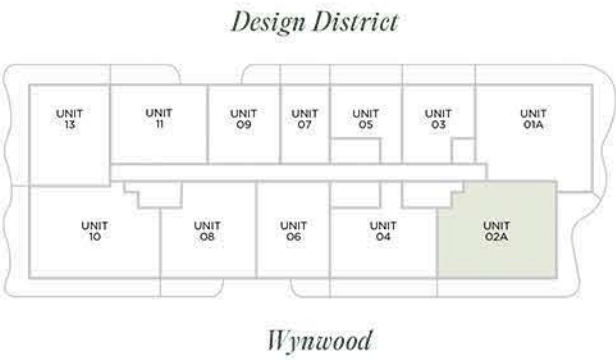 Design District
UNIT
13
UNIT
11
UNIT
09
UNIT
07
UNIT
05
UNIT
03
UNIT
01A
UNIT
10
UNIT
08
UNIT
06
UNIT
04
UNIT
02A
Wynwood